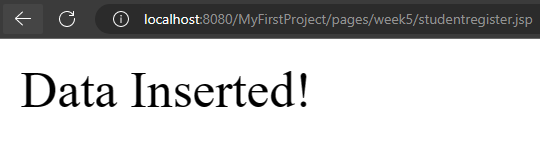 localhost:8080/MyFirstProject/pages/week5/studentregister.jsp
Data Inserted!